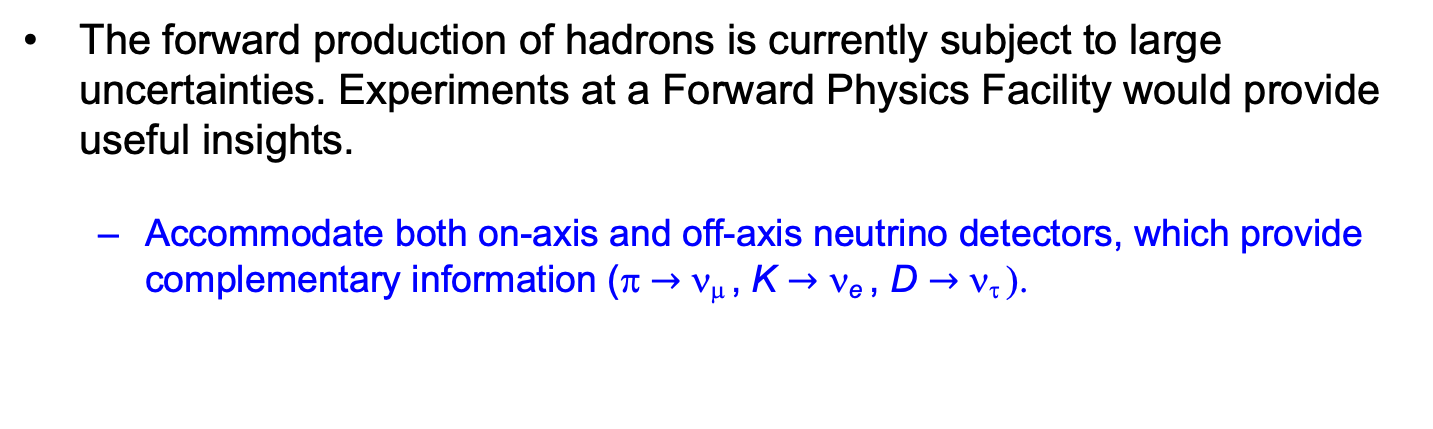 • The forward production of hadrons is currently subject to large
uncertainties. Experiments at a Forward Physics Facility would provide
useful insights.
– Accommodate both on-axis and off-axis neutrino detectors, which provide
complementary information (π → νμ , K → νe , D → ντ ).